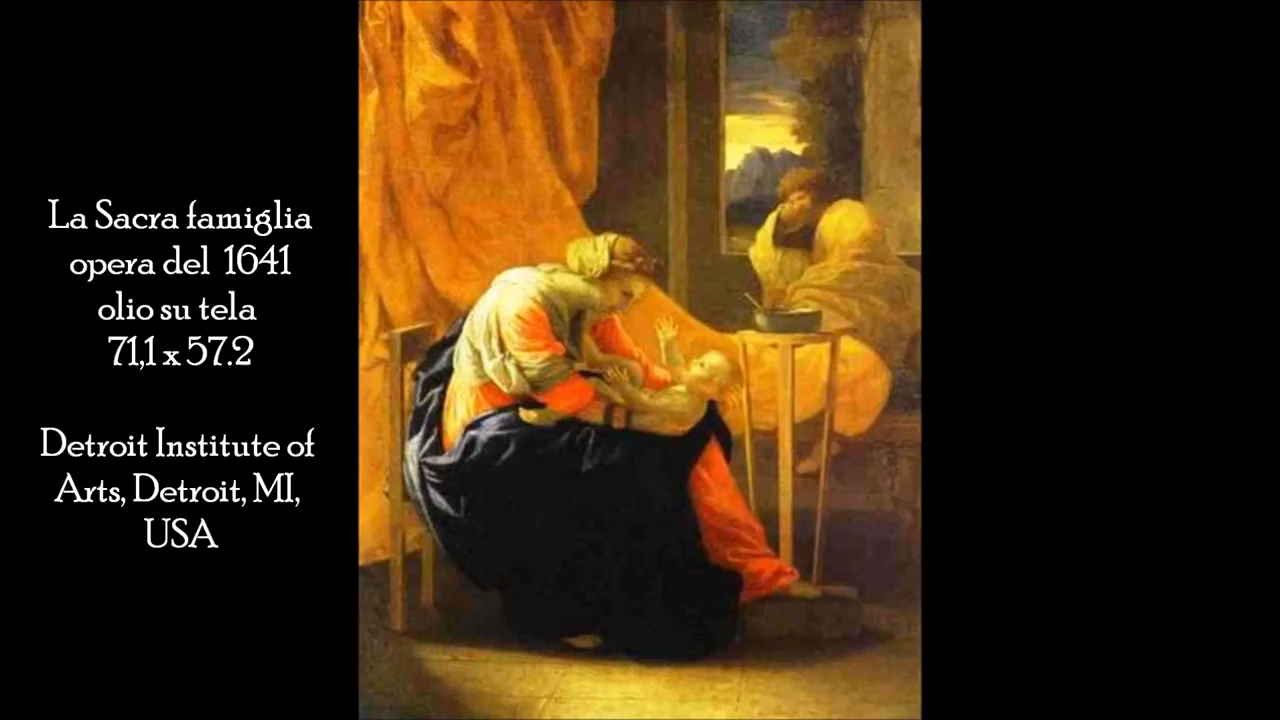 La Sacra famiglia
opera del 1641
olio su tela
71,1 x 57.2
Detroit Institute of
Arts, Detroit, MI,
USA